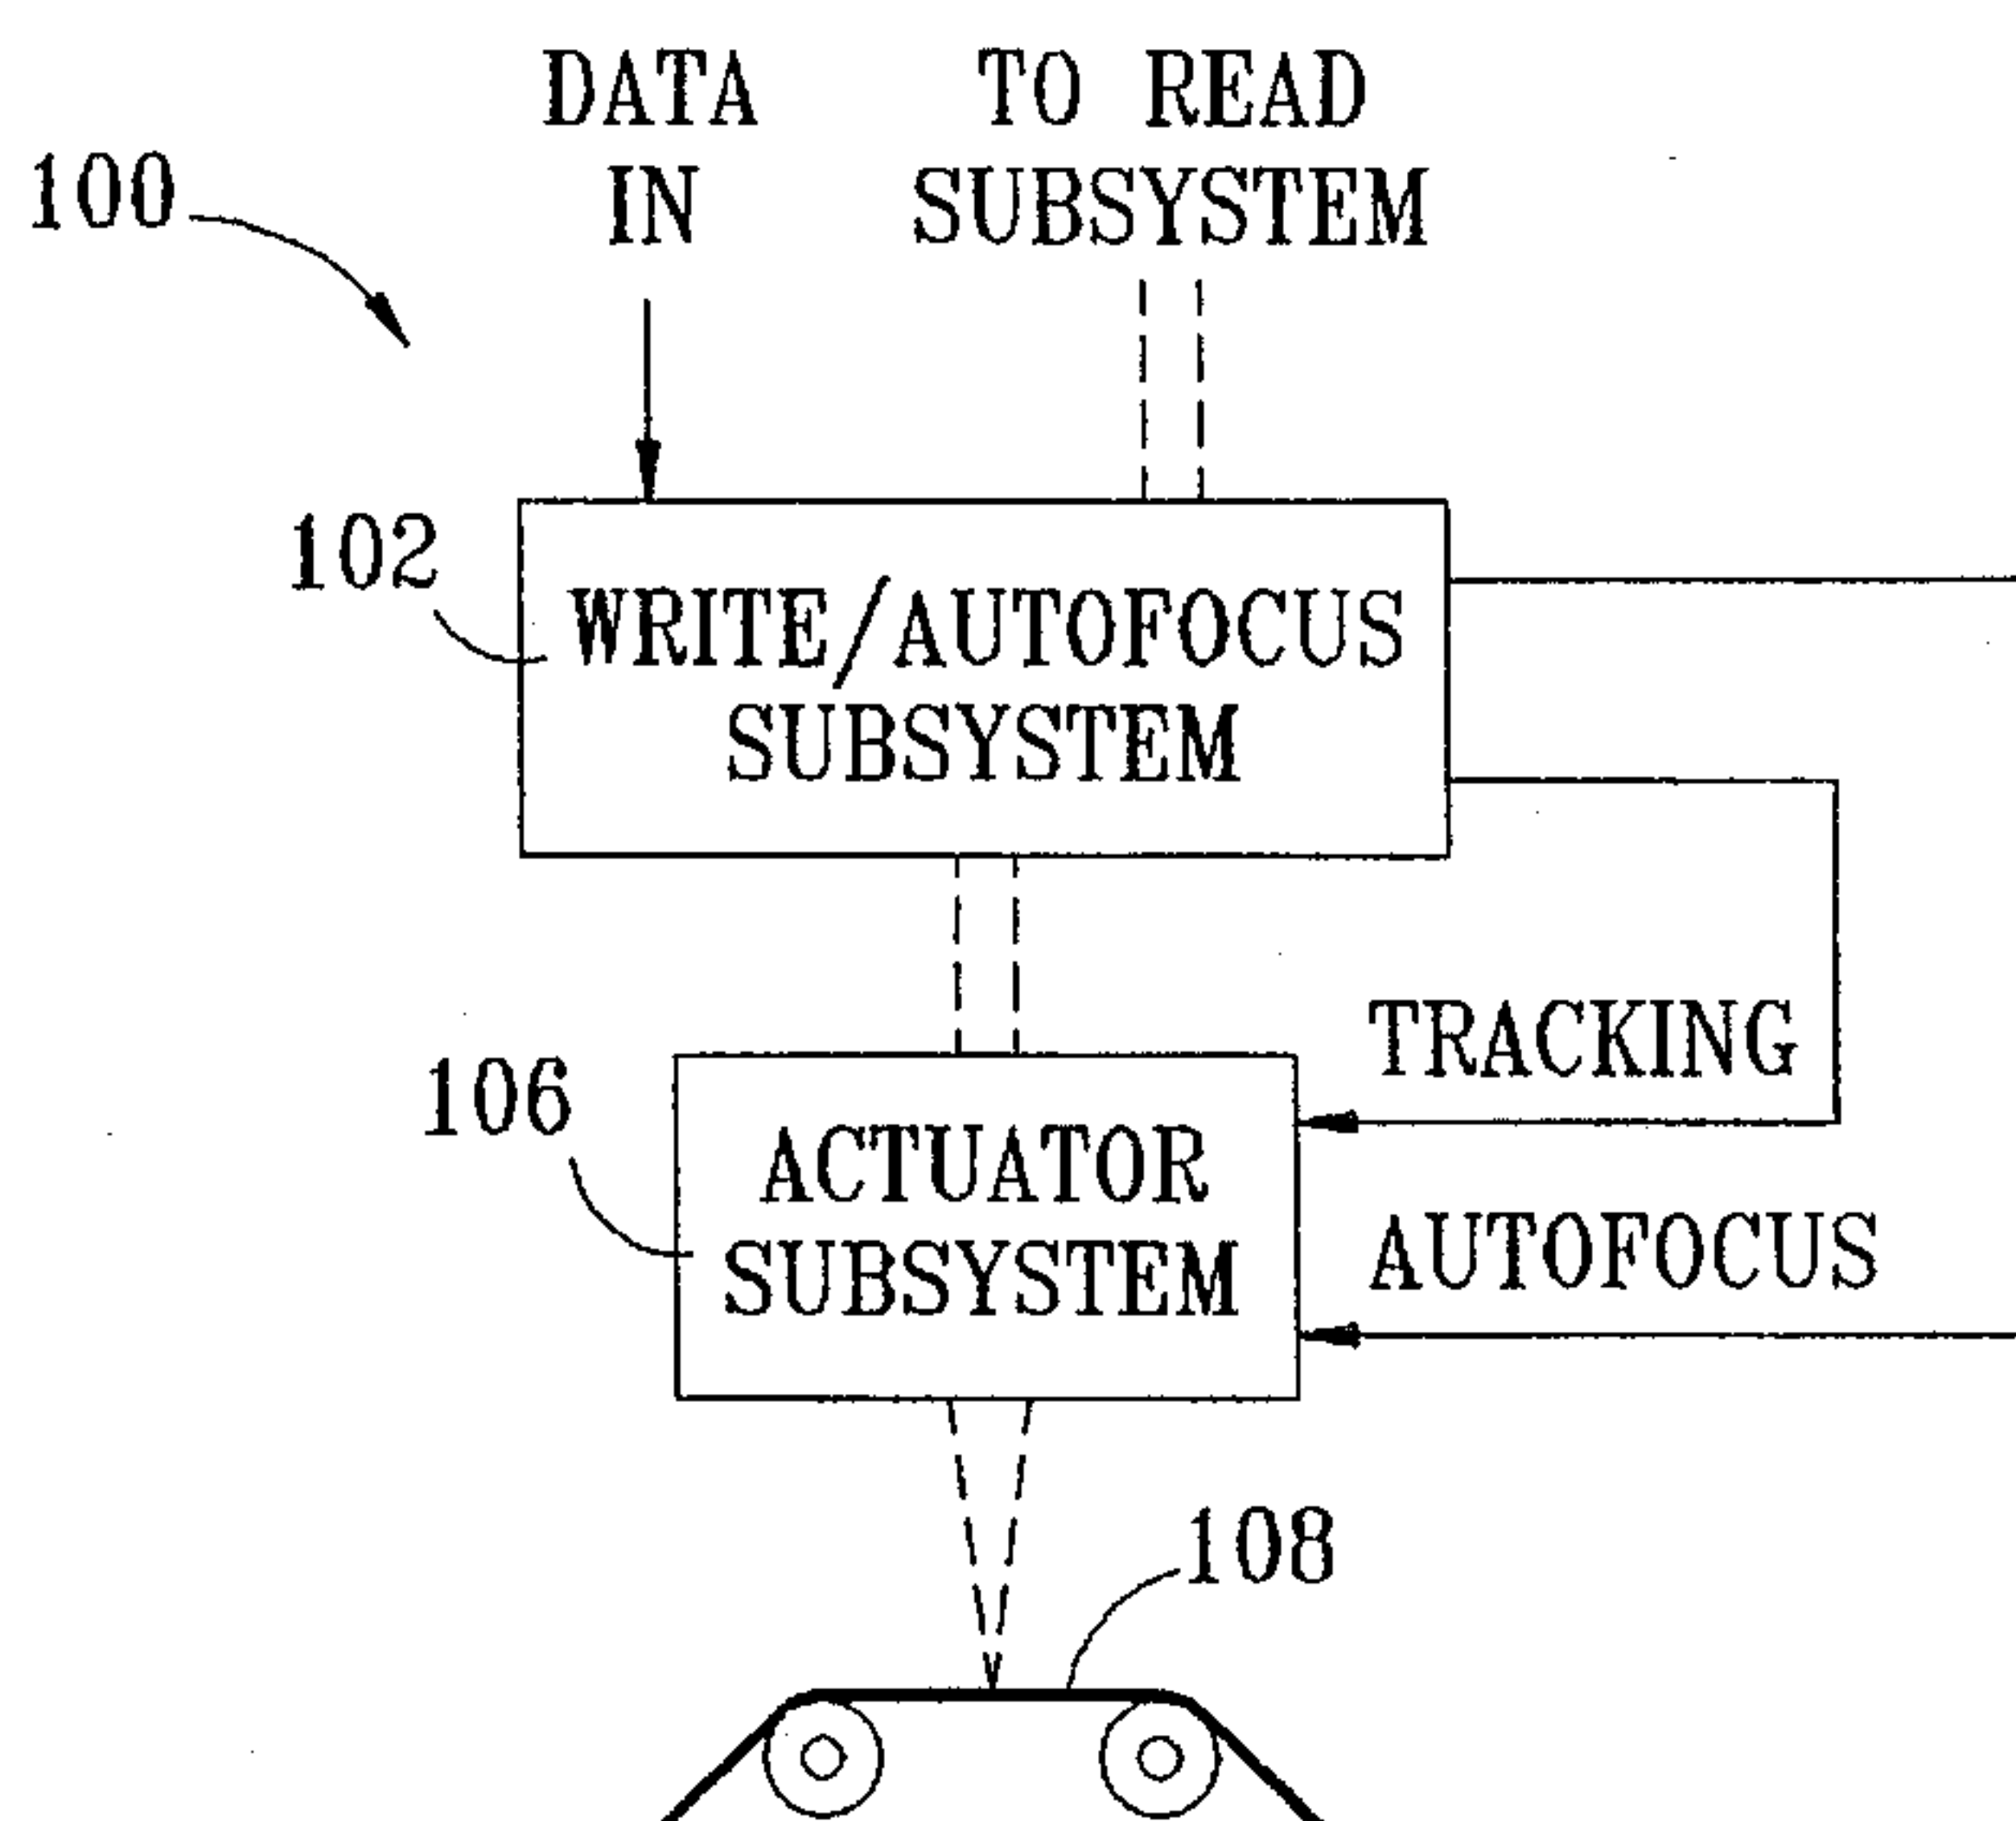 DATA
IN
TO READ
SUBSYSTEM
100
102
WRITE/AUTOFOCUS
SUBSYSTEM
TRACKING
106
ACTUATOR
SUBSYSTEM
AUTOFOCUS
108